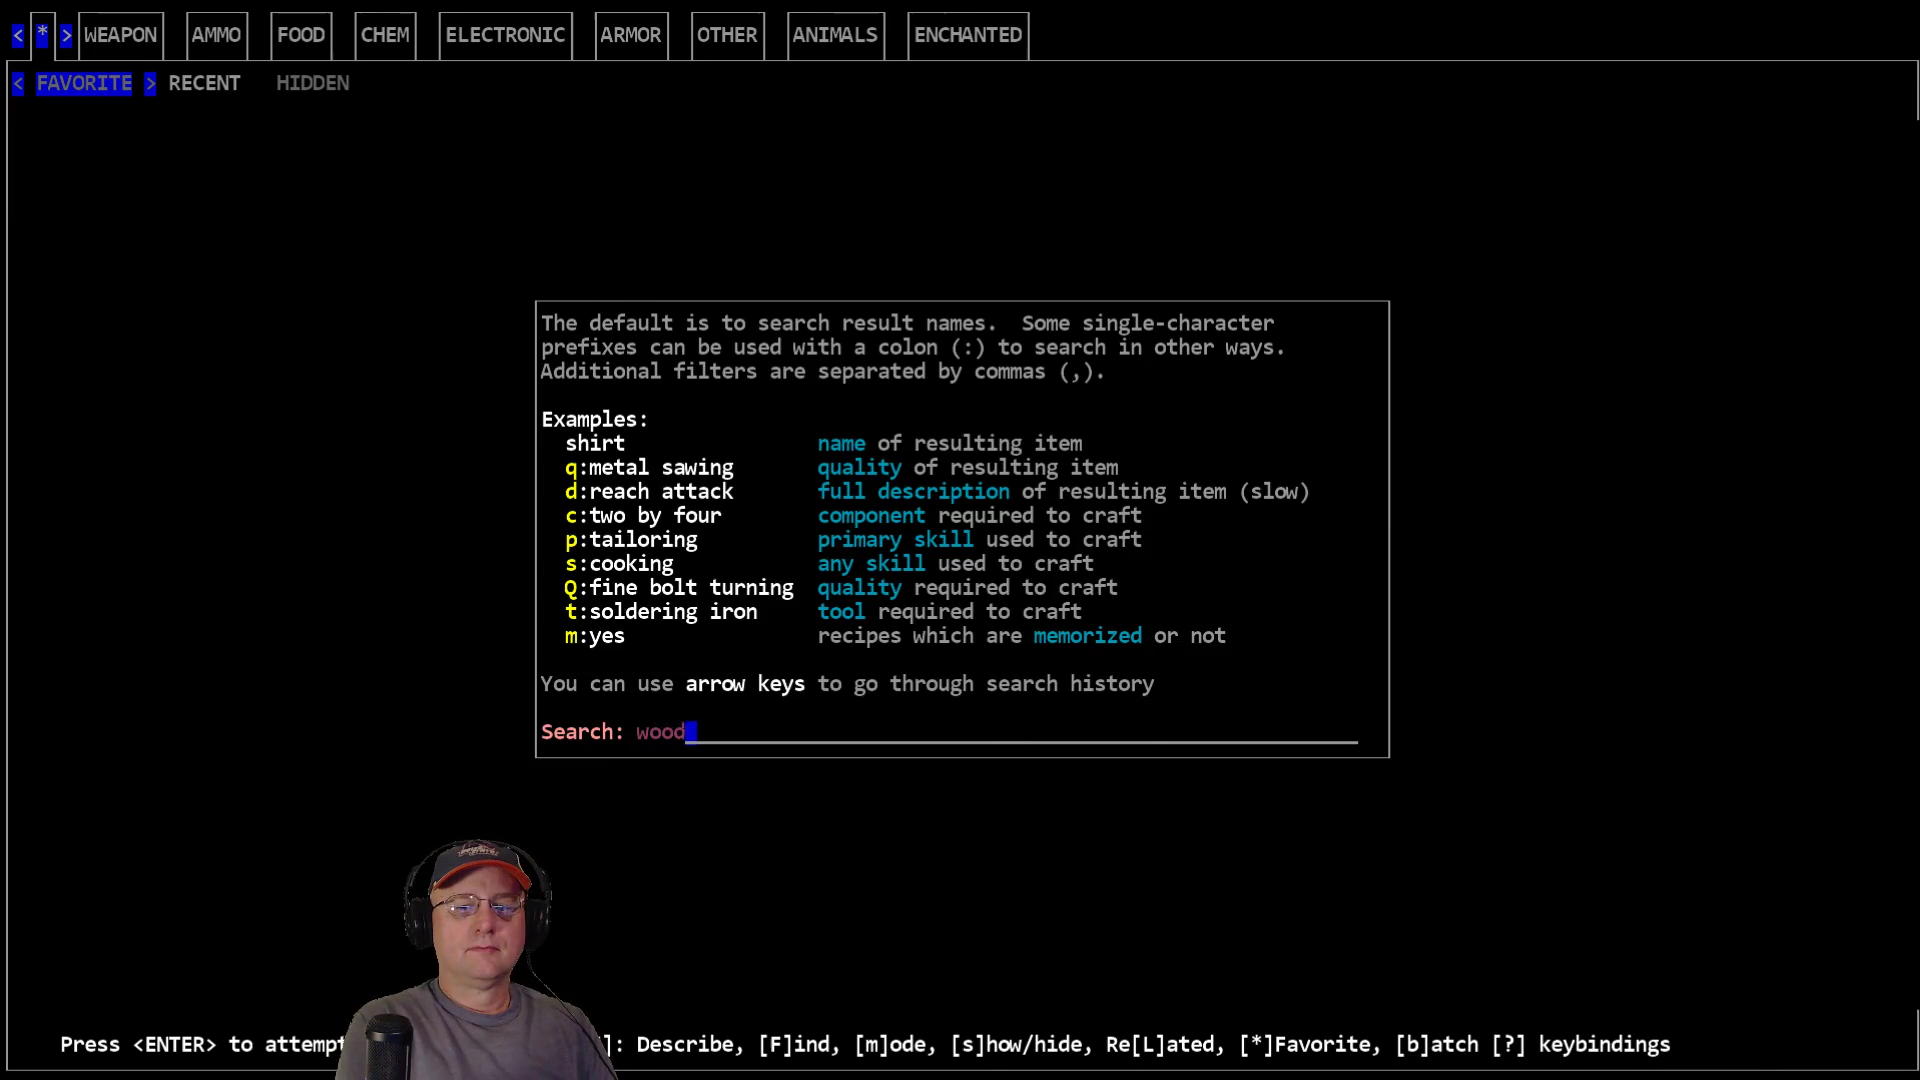 < * > WEAPON AMMO FOOD CHEM ELECTRONIC ARMOR OTHER ANIMALS ENCHANTED
< FAVORITE > RECENT HIDDEN
The default is to search result names. Some single-character
prefixes can be used with a colon (:) to search in other ways.
Additional filters are separated by commas (,).
Examples:
shirt name of resulting item
q:metal sawing quality of resulting item
d:reach attack full description of resulting item (slow)
c:two by four component required to craft
p:tailoring primary skill used to craft
s:cooking any skill used to craft
Q:fine bolt turning quality required to craft
t:soldering iron tool required to craft
m:yes recipes which are memorized or not
You can use arrow keys to go through search history
Search: wood
Press <ENTER> to attempt ]: Describe, [F]ind, [m]ode, [s]how/hide, Re[L]ated, [*]Favorite, [b]atch [?] keybindings